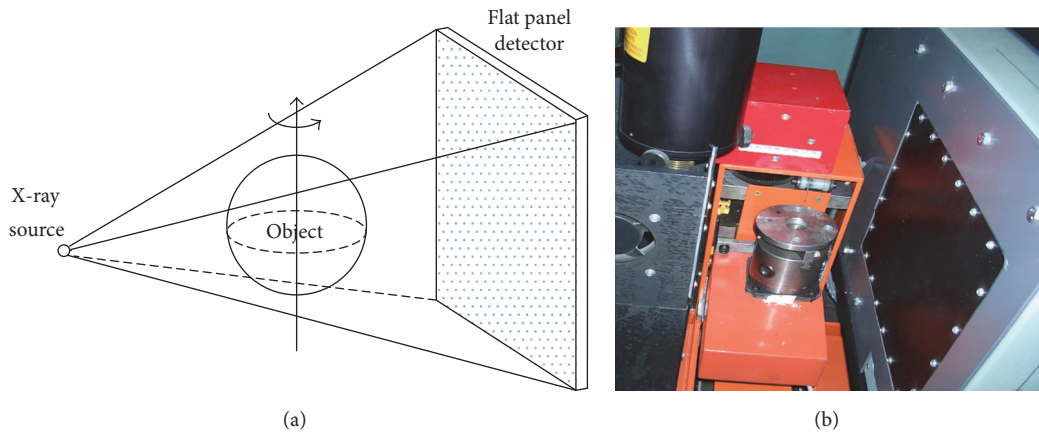 Flat panel
detector
X-ray
source
Object
(a)
(b)